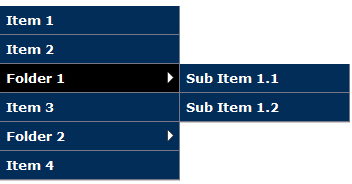 Item 1
Item 2
Folder 1
Sub Item 1.1
Item 3
Sub Item 1.2
Folder 2
Item 4